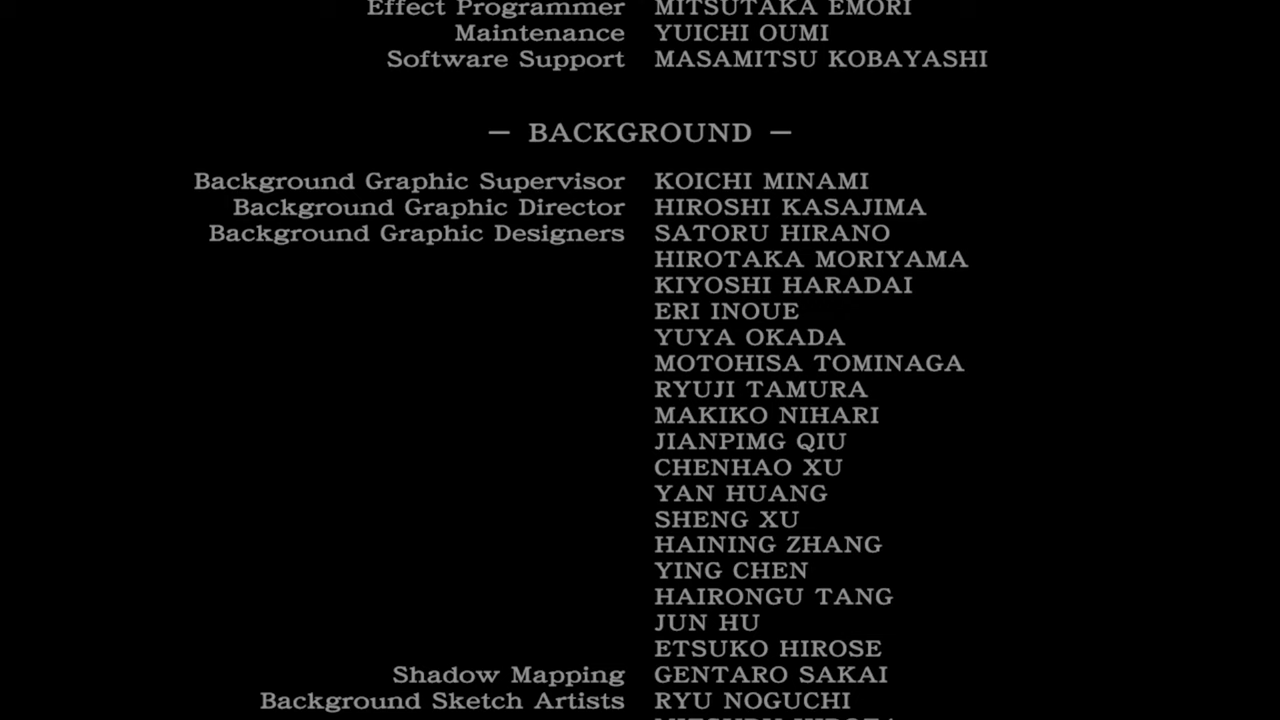 Effect Programmer MITSUTAKA EMORI
Maintenance YUICHI OUMI
Software Support MASAMITSU KOBAYASHI
— BACKGROUND —
Background Graphic Supervisor KOICHI MINAMI
Background Graphic Director HIROSHI KASAJIMA
Background Graphic Designers SATORU HIRANO
HIROTAKA MORIYAMA
KIYOSHI HARADAI
ERI INOUE
YUYA OKADA
MOTOHISA TOMINAGA
RYUJI TAMURA
MAKIKO NIHARI
JIANPIMG QIU
CHENHAO XU
YAN HUANG
SHENG XU
HAINING ZHANG
YING CHEN
HAIRONGU TANG
JUN HU
ETSUKO HIROSE
Shadow Mapping GENTARO SAKAI
Background Sketch Artists RYU NOGUCHI